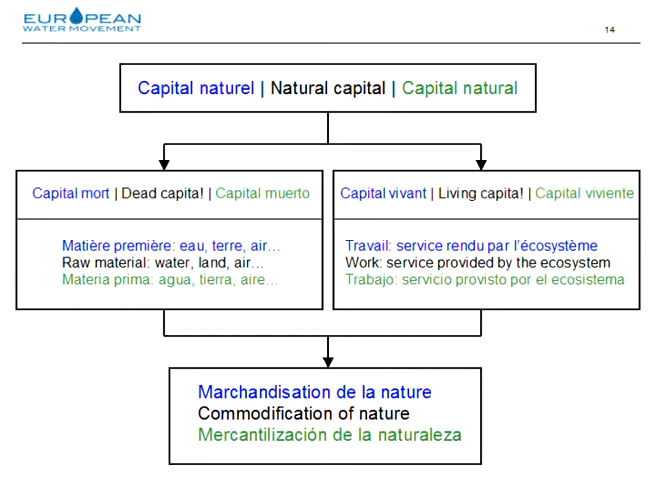 EUROPEAN
WATER MOVEMENT
14
Capital naturel | Natural capital | Capital natural
Capital mort | Dead capita! | Capital muerto
Capital vivant | Living capita! | Capital viviente
Matière première: eau, terre, air...
Raw material: water, land, air...
Materia prima: agua, tierra, aire...
Travail: service rendu par l'écosystème
Work: service provided by the ecosystem
Trabajo: servicio provisto por el ecosistema
Marchandisation de la nature
Commodification of nature
Mercantilización de la naturaleza